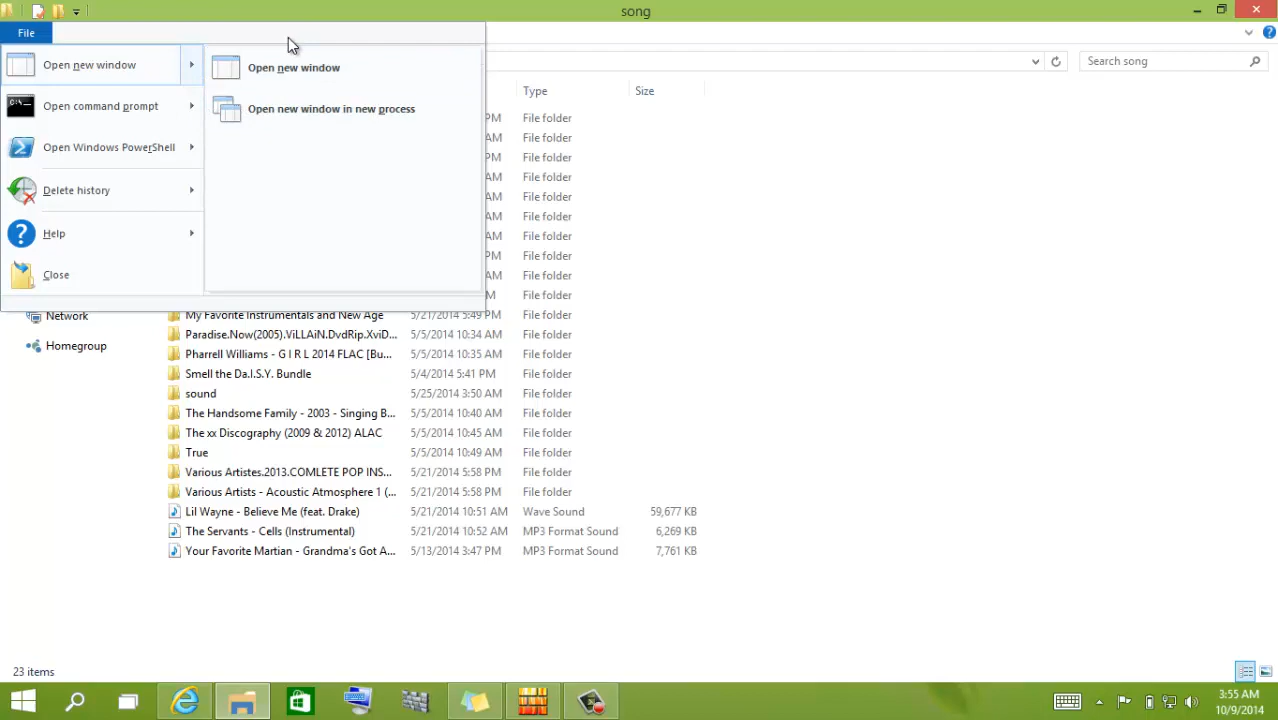 song
File
Open new window
Open new window
Search song
Open command prompt
Open new window in new process
Open Windows PowerShell
Delete history
Help
Close
Type
Size
PM File folder
AM File folder
PM File folder
AM File folder
AM File folder
AM File folder
AM File folder
PM File folder
AM File folder
M File folder
Network
My Favorite Instrumentals and New Age 5/21/2014 5:49 PM File folder
Paradise.Now(2005).ViLLAiN.DvdRip.XviD... 5/5/2014 10:34 AM File folder
Homegroup
Pharrell Williams - G I R L 2014 FLAC [Bu... 5/5/2014 10:35 AM File folder
Smell the Da.I.S.Y. Bundle 5/4/2014 5:41 PM File folder
sound 5/25/2014 3:50 AM File folder
The Handsome Family - 2003 - Singing B... 5/5/2014 10:40 AM File folder
The xx Discography (2009 & 2012) ALAC 5/5/2014 10:45 AM File folder
True 5/5/2014 10:49 AM File folder
Various Artistes.2013.COMLETE POP INS... 5/21/2014 5:58 PM File folder
Various Artists - Acoustic Atmosphere 1 (... 5/21/2014 5:58 PM File folder
Lil Wayne - Believe Me (feat. Drake) 5/21/2014 10:51 AM Wave Sound 59,677 KB
The Servants - Cells (Instrumental) 5/21/2014 10:52 AM MP3 Format Sound 6,269 KB
Your Favorite Martian - Grandma's Got A... 5/13/2014 3:47 PM MP3 Format Sound 7,761 KB
23 items
3:55 AM
10/9/2014